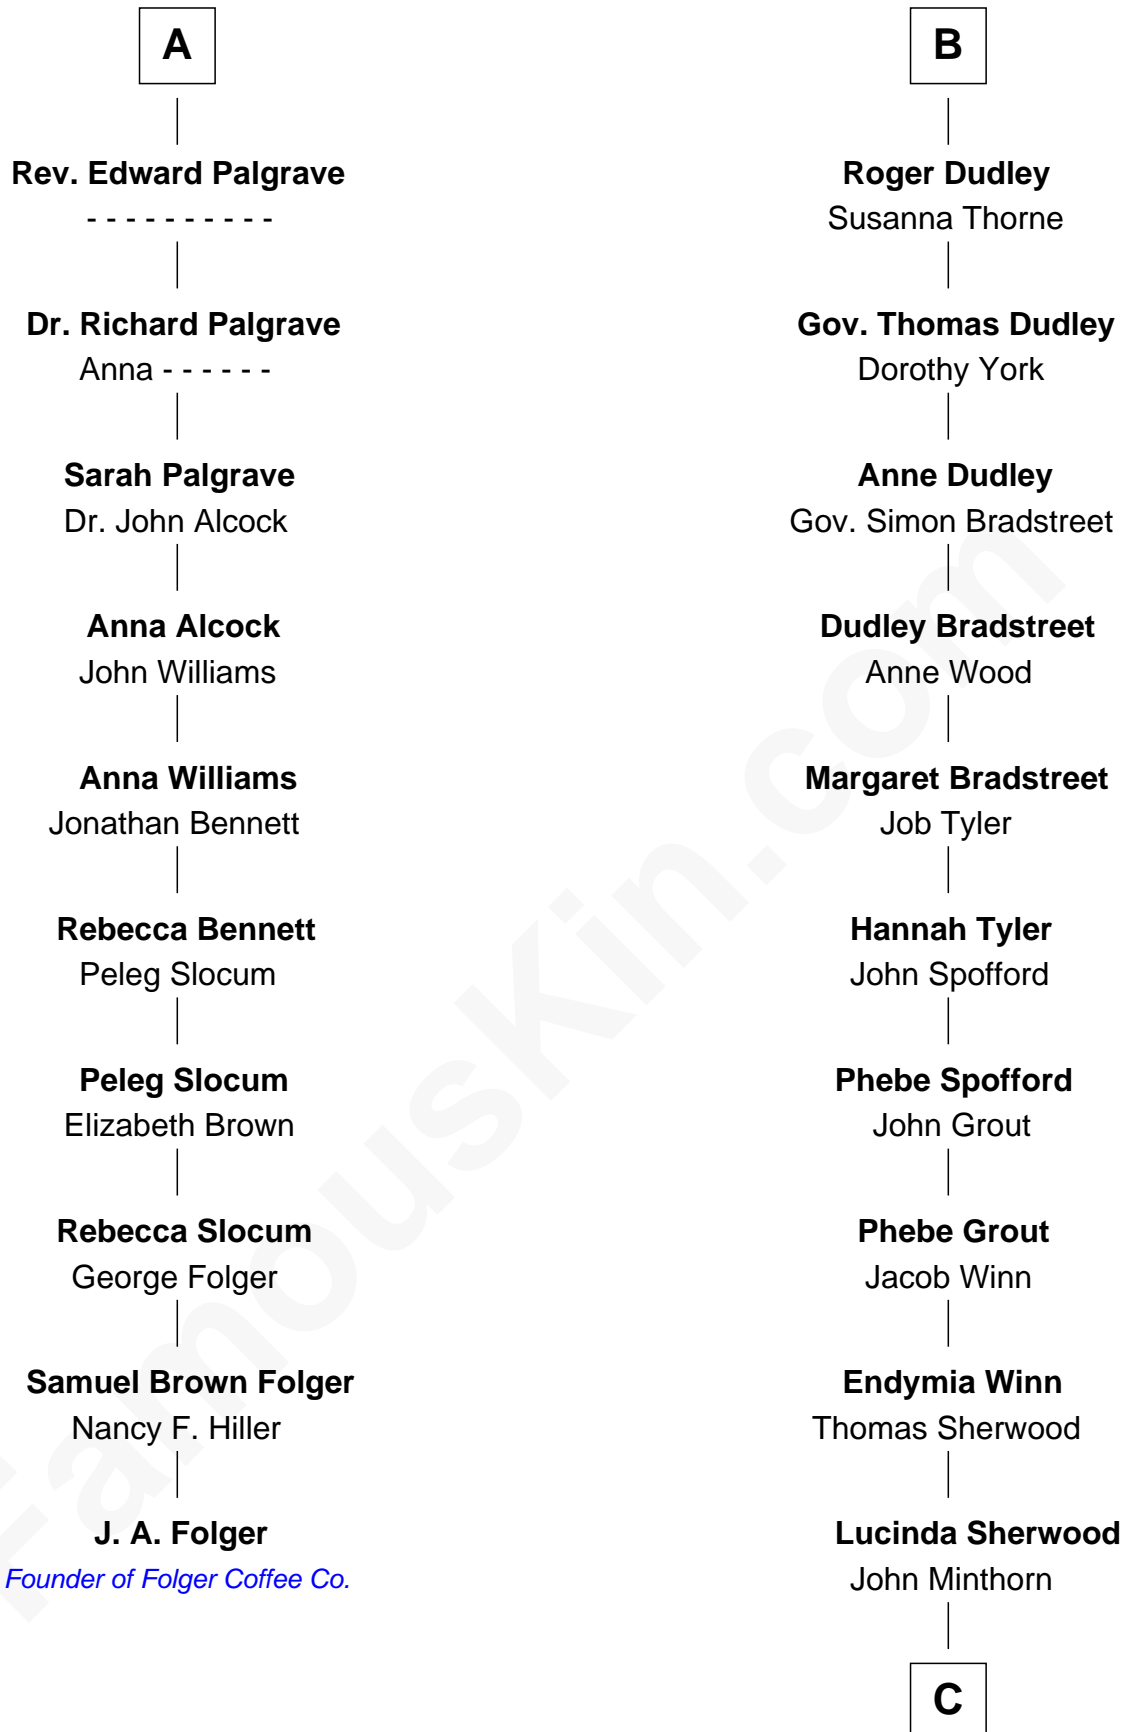 A
Rev. Edward Palgrave
- - - - - - - - - -
Dr. Richard Palgrave
Anna - - - - - -
Sarah Palgrave
Dr. John Alcock
Anna Alcock
John Williams
Anna Williams
Jonathan Bennett
Rebecca Bennett
Peleg Slocum
Peleg Slocum
Elizabeth Brown
Rebecca Slocum
George Folger
Samuel Brown Folger
Nancy F. Hiller
J. A. Folger
Founder of Folger Coffee Co.
B
Roger Dudley
Susanna Thorne
Gov. Thomas Dudley
Dorothy York
Anne Dudley
Gov. Simon Bradstreet
Dudley Bradstreet
Anne Wood
Margaret Bradstreet
Job Tyler
Hannah Tyler
John Spofford
Phebe Spofford
John Grout
Phebe Grout
Jacob Winn
Endymia Winn
Thomas Sherwood
Lucinda Sherwood
John Minthorn
C
FamousKin.com